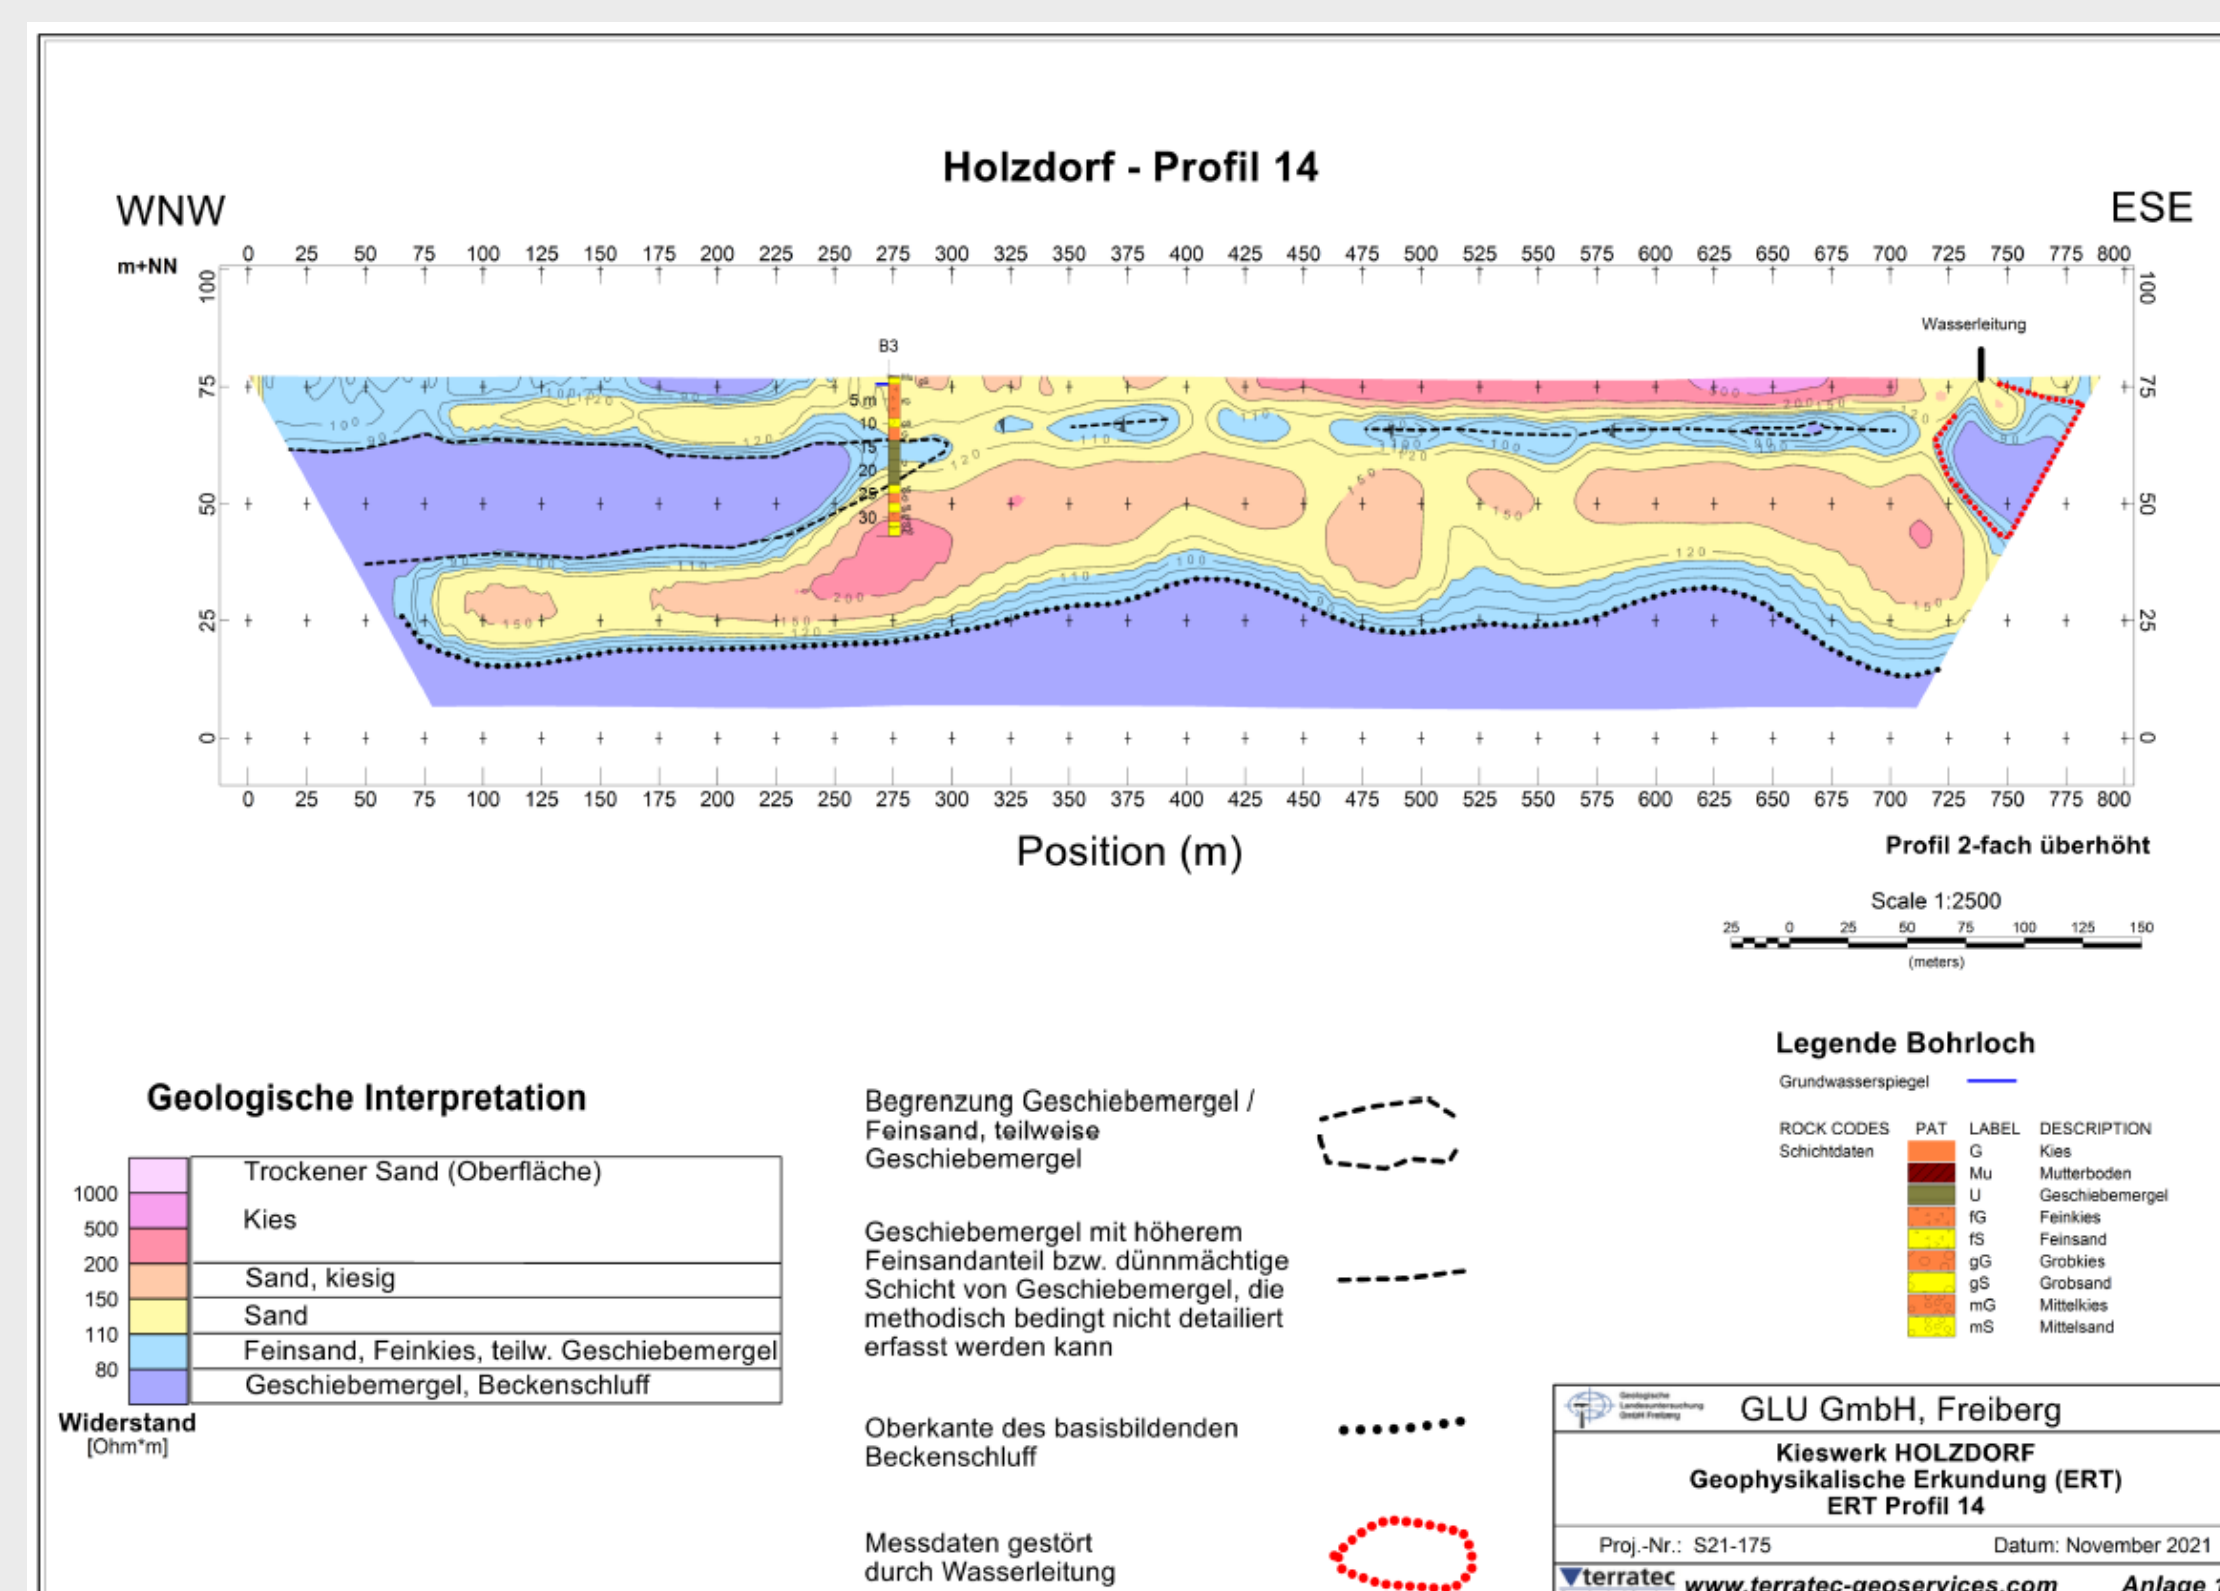 Holzdorf - Profil 14
WNW
ESE
m+NN
0 25 50 75 100 125 150 175 200 225 250 275 300 325 350 375 400 425 450 475 500 525 550 575 600 625 650 675 700 725 750 775 800
100
75
50
25
0
100
75
50
25
0
Wasserleitung
B3
5 m
10
15
20
25
30
0 25 50 75 100 125 150 175 200 225 250 275 300 325 350 375 400 425 450 475 500 525 550 575 600 625 650 675 700 725 750 775 800
Position (m)
Profil 2-fach überhöht
Scale 1:2500
25 0 25 50 75 100 125 150
(meters)
Geologische Interpretation
Trockener Sand (Oberfläche)
1000
Kies
500
200
Sand, kiesig
150
Sand
110
Feinsand, Feinkies, teilw. Geschiebemergel
80
Geschiebemergel, Beckenschluff
Widerstand
[Ohm*m]
Begrenzung Geschiebemergel /
Feinsand, teilweise
Geschiebemergel
Geschiebemergel mit höherem
Feinsandanteil bzw. dünnmächtige
Schicht von Geschiebemergel, die
methodisch bedingt nicht detailiert
erfasst werden kann
Oberkante des basisbildenden
Beckenschluff
Messdaten gestört
durch Wasserleitung
Legende Bohrloch
Grundwasserspiegel
ROCK CODES PAT LABEL DESCRIPTION
Schichtdaten G Kies
Mu Mutterboden
U Geschiebemergel
fG Feinkies
fS Feinsand
gG Grobkies
gS Grobsand
mG Mittelkies
mS Mittelsand
Geologische
Landesuntersuchung
GmbH Freiberg
GLU GmbH, Freiberg
Kieswerk HOLZDORF
Geophysikalische Erkundung (ERT)
ERT Profil 14
Proj.-Nr.: S21-175 Datum: November 2021
terratec www.terratec-geoservices.com Anlage